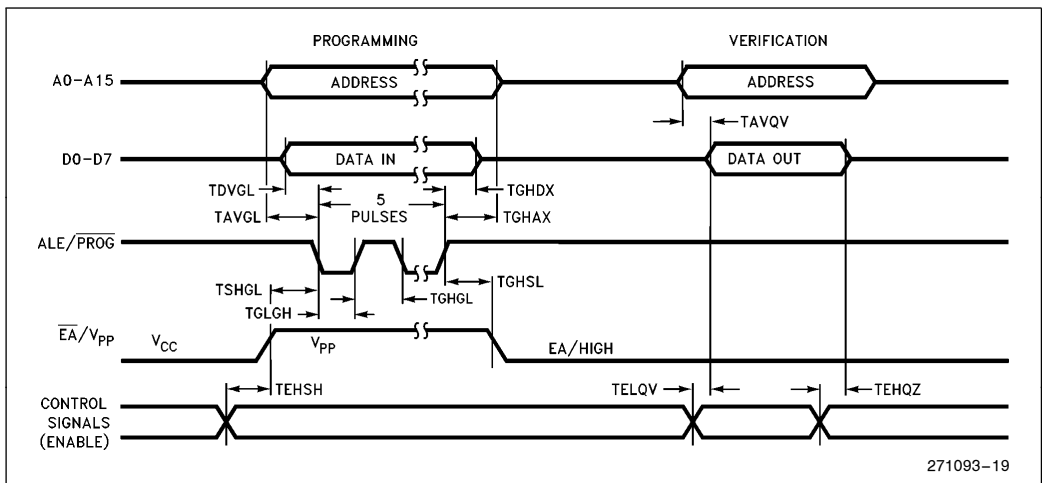 PROGRAMMING VERIFICATION
A0–A15 ADDRESS ADDRESS
TAVQV
D0–D7 DATA IN DATA OUT
TDVGL 5 PULSES TGHDX
TAVGL TGHAX
ALE/PROG
TSHGL TGHGL TGHSL
TGLGH
EA/VPP VCC VPP EA/HIGH
TEHSH TELQV TEHQZ
CONTROL
SIGNALS
(ENABLE)
271093–19